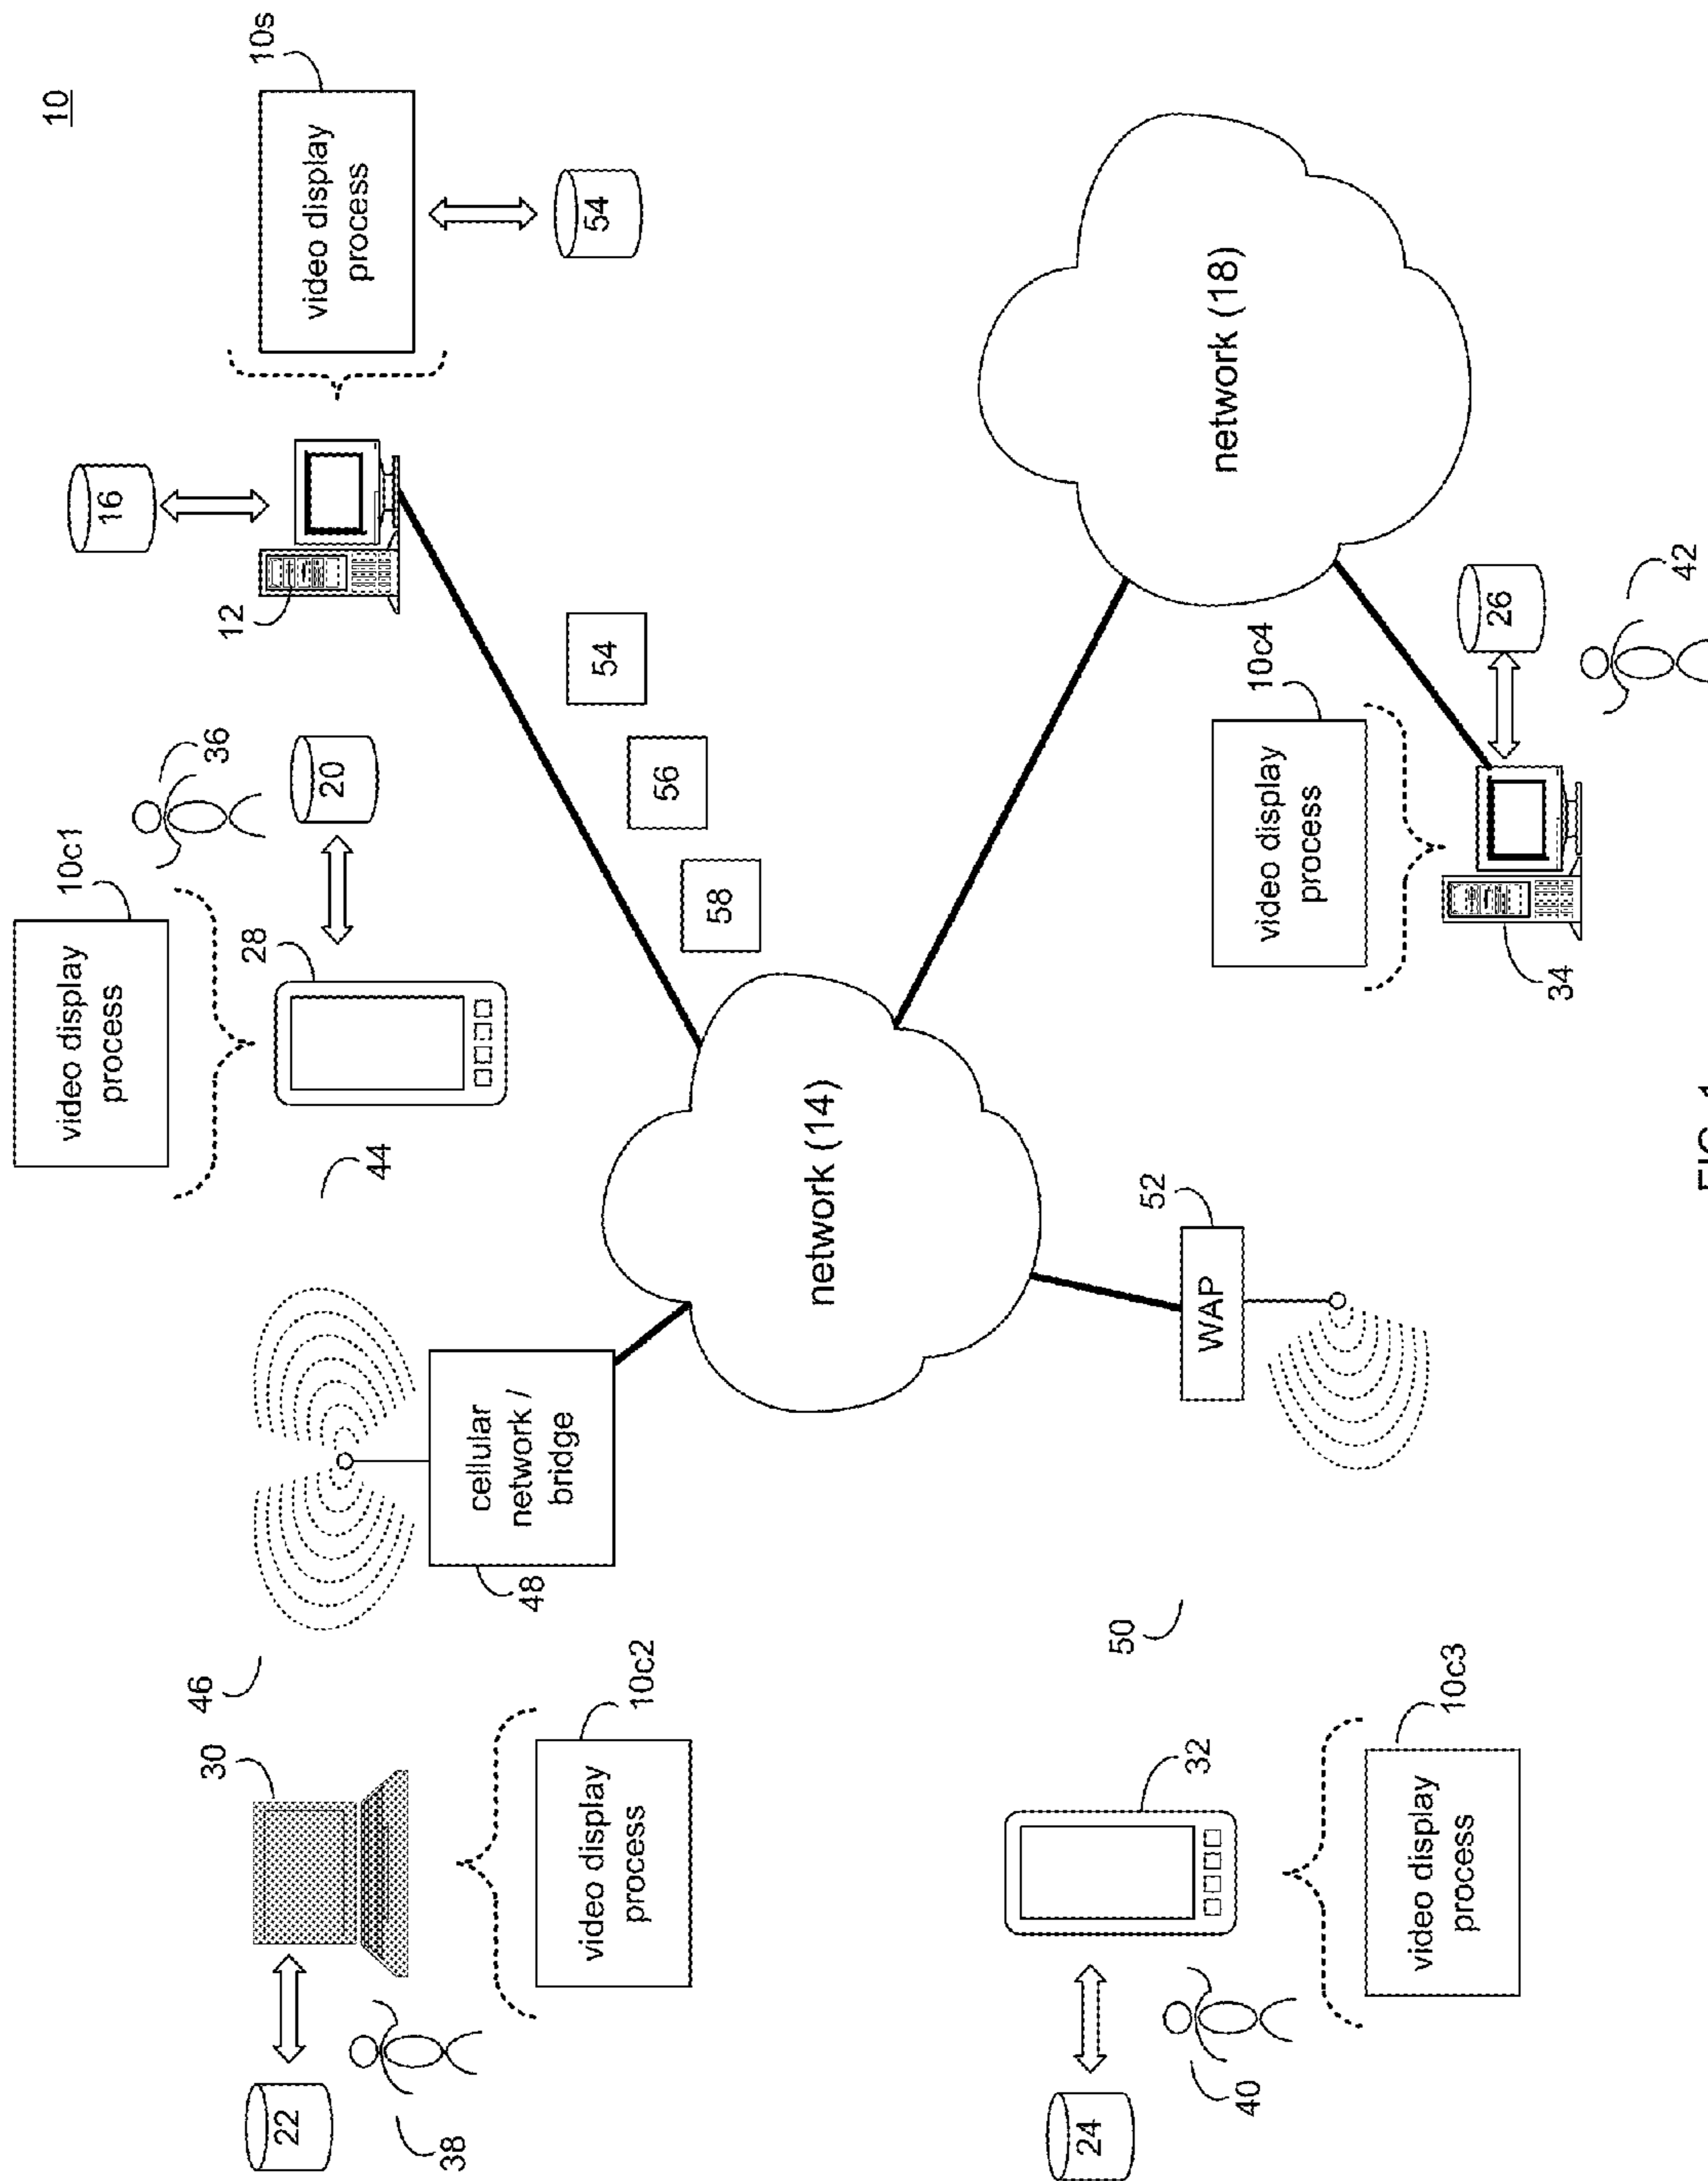 10
10s
video display
process
54
16
12
10c1
video display
process
36
20
28
44
54
56
58
46
30
22
38
10c2
video display
process
cellular
network /
bridge
48
network (14)
network (18)
WAP
52
50
32
24
40
10c3
video display
process
10c4
video display
process
26
42
34
FIG. 1